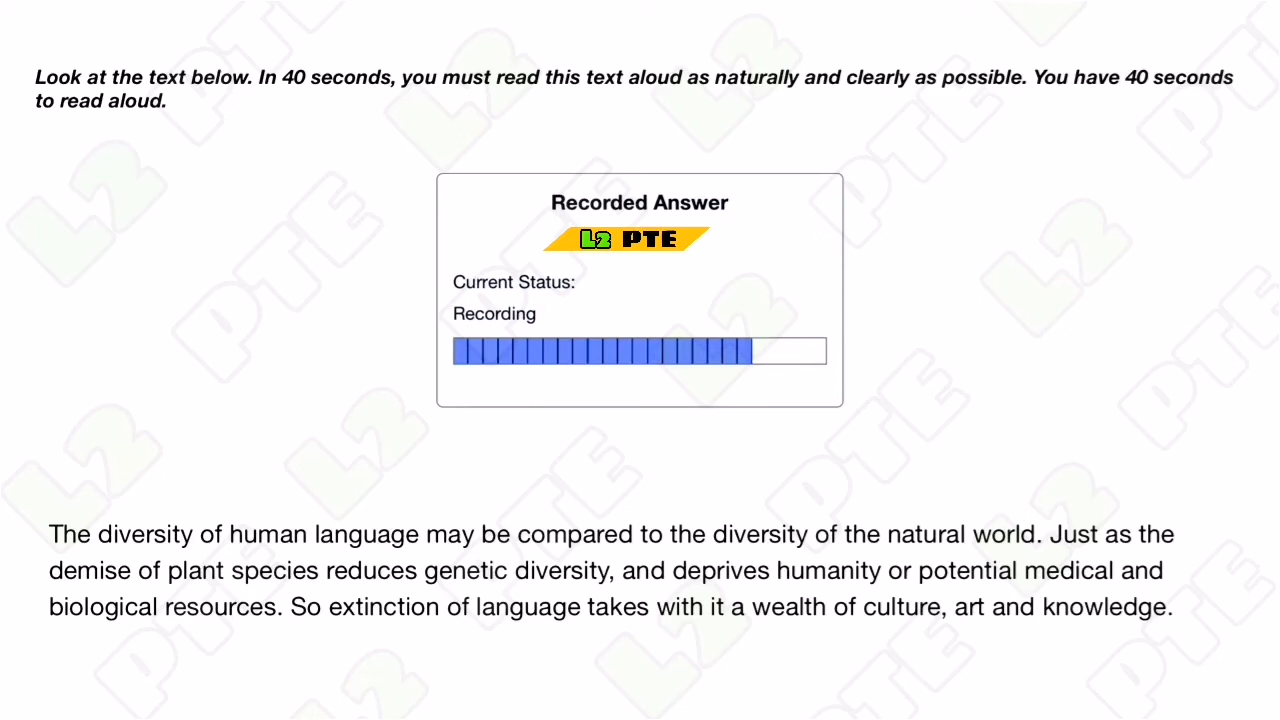 Look at the text below. In 40 seconds, you must read this text aloud as naturally and clearly as possible. You have 40 seconds
to read aloud.
Recorded Answer
L2 PTE
Current Status:
Recording
The diversity of human language may be compared to the diversity of the natural world. Just as the
demise of plant species reduces genetic diversity, and deprives humanity or potential medical and
biological resources. So extinction of language takes with it a wealth of culture, art and knowledge.